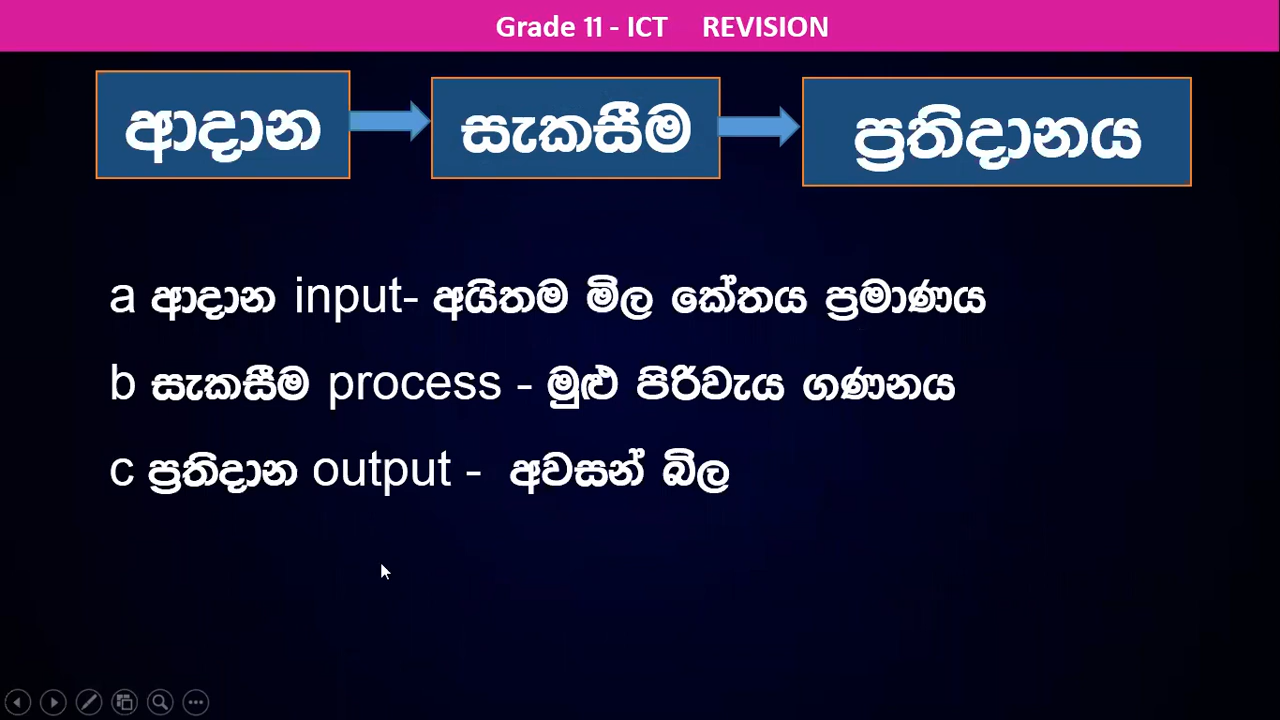 Grade 11 - ICT REVISION
ආදාන සැකසීම ප්‍රතිදානය
a ආදාන input- අයිතම මිල කේතය ප්‍රමාණය
b සැකසීම process - මුළු පිරිවැය ගණනය
c ප්‍රතිදාන output - අවසන් බිල